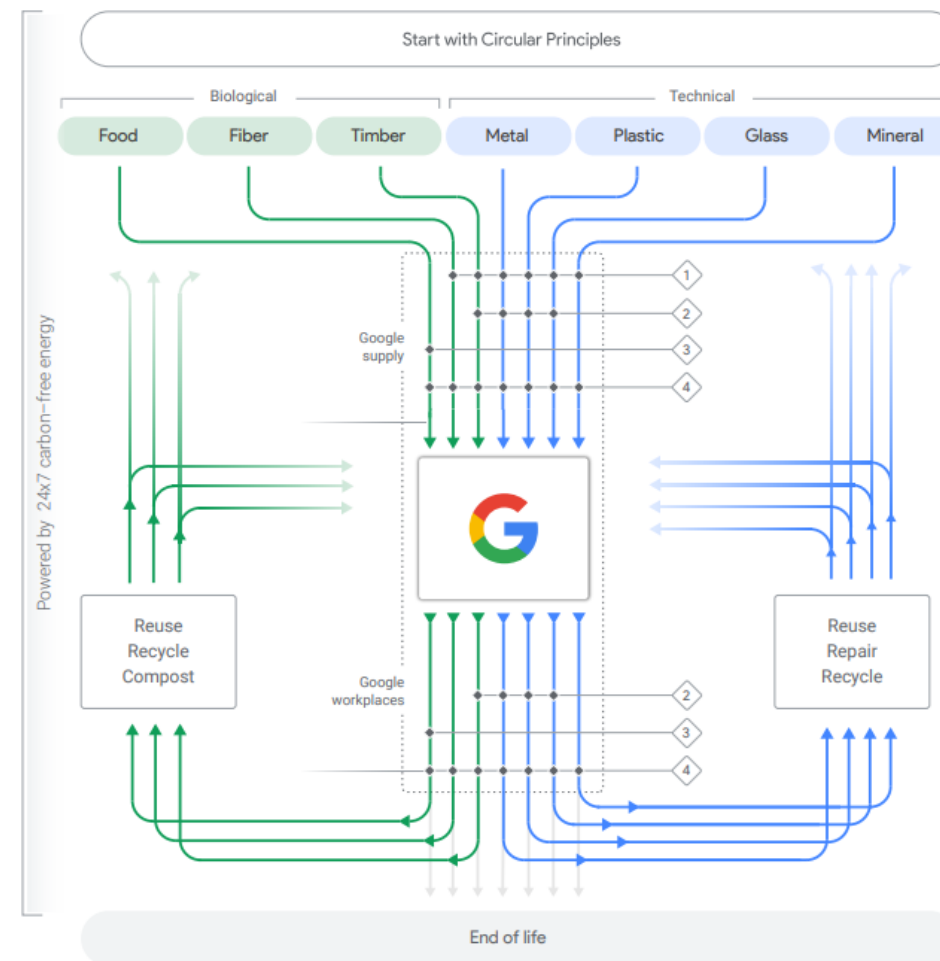 Start with Circular Principles
Biological
Technical
Food
Fiber
Timber
Metal
Plastic
Glass
Mineral
1
2
Google
supply
3
4
Powered by 24x7 carbon-free energy
G
Reuse
Recycle
Compost
Reuse
Repair
Recycle
Google
workplaces
2
3
4
End of life